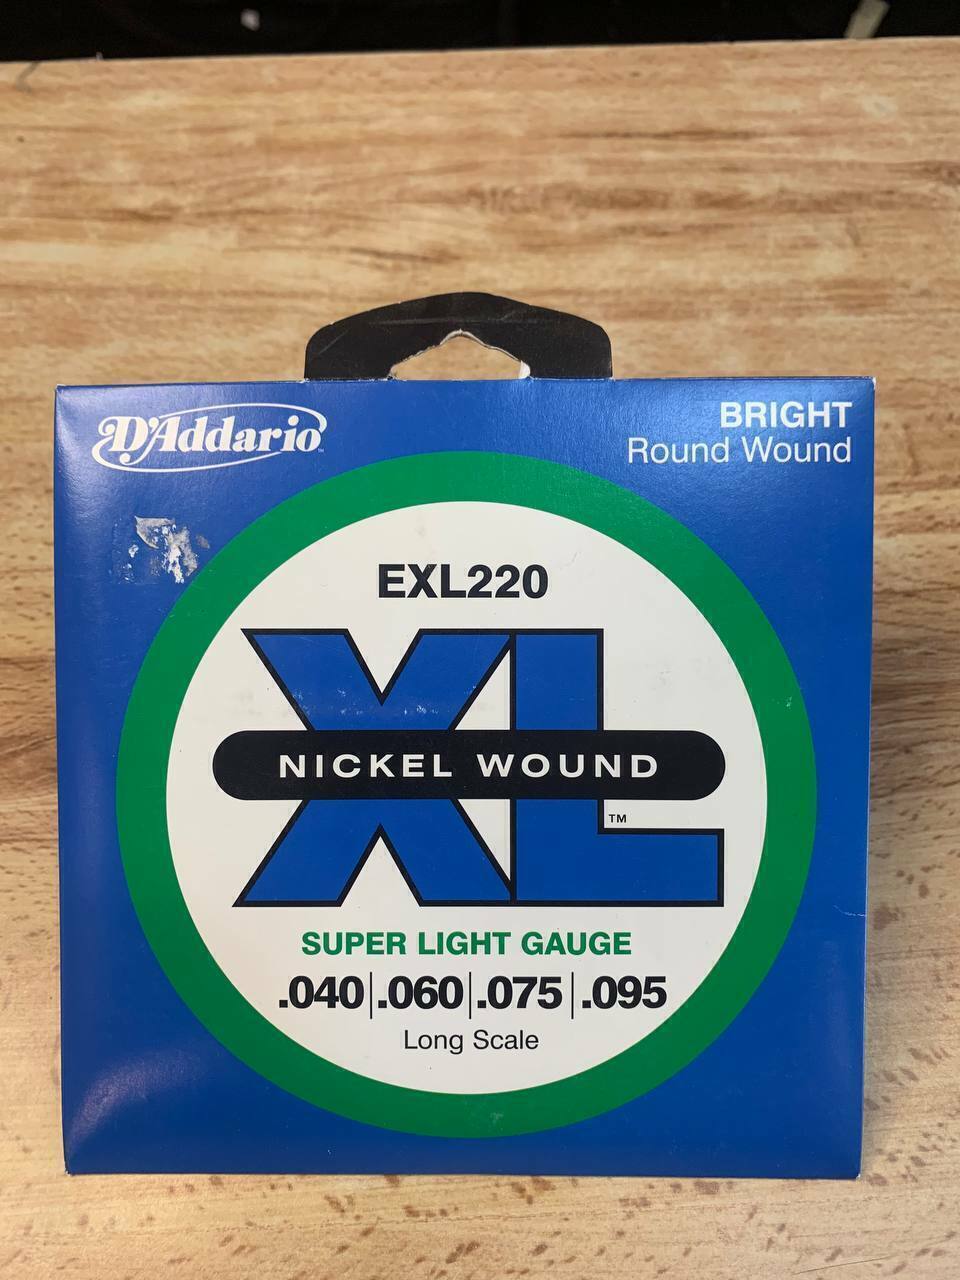 D'Addario
BRIGHT
Round Wound
EXL220
XL
NICKEL WOUND
TM
SUPER LIGHT GAUGE
.040|.060|.075|.095
Long Scale